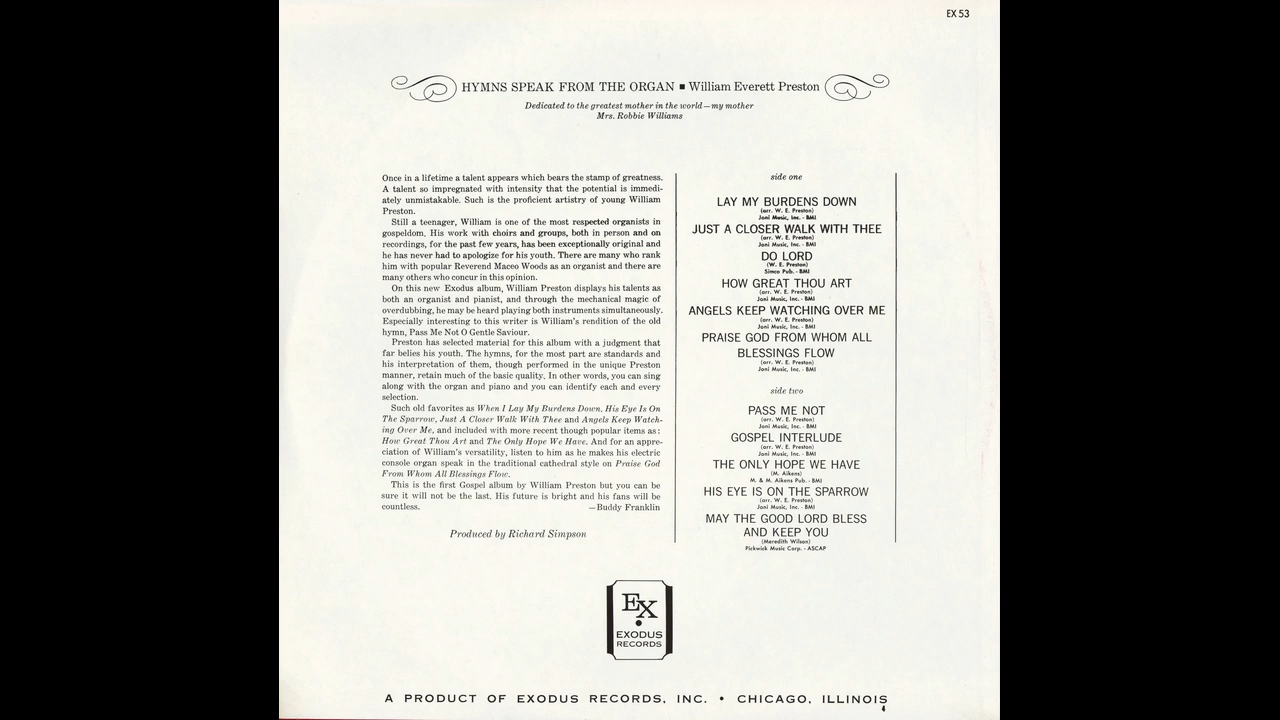 EX 53
HYMNS SPEAK FROM THE ORGAN ■ William Everett Preston
Dedicated to the greatest mother in the world—my mother
Mrs. Robbie Williams
Once in a lifetime a talent appears which bears the stamp of greatness.
A talent so impregnated with intensity that the potential is immedi-
ately unmistakable. Such is the proficient artistry of young William
Preston.
Still a teenager, William is one of the most respected organists in
gospeldom. His work with choirs and groups, both in person and on
recordings, for the past few years, has been exceptionally original and
he has never had to apologize for his youth. There are many who rank
him with popular Reverend Maceo Woods as an organist and there are
many others who concur in this opinion.
On this new Exodus album, William Preston displays his talents as
both an organist and pianist, and through the mechanical magic of
overdubbing, he may be heard playing both instruments simultaneously.
Especially interesting to this writer is William's rendition of the old
hymn, Pass Me Not O Gentle Saviour.
Preston has selected material for this album with a judgment that
far belies his youth. The hymns, for the most part are standards and
his interpretation of them, though performed in the unique Preston
manner, retain much of the basic quality. In other words, you can sing
along with the organ and piano and you can identify each and every
selection.
Such old favorites as When I Lay My Burdens Down, His Eye Is On
The Sparrow, Just A Closer Walk With Thee and Angels Keep Watch-
ing Over Me, and included with more recent though popular items as:
How Great Thou Art and The Only Hope We Have. And for an appre-
ciation of William's versatility, listen to him as he makes his electric
console organ speak in the traditional cathedral style on Praise God
From Whom All Blessings Flow.
This is the first Gospel album by William Preston but you can be
sure it will not be the last. His future is bright and his fans will be
countless. —Buddy Franklin
Produced by Richard Simpson
side one
LAY MY BURDENS DOWN
(arr. W. E. Preston)
Joni Music, Inc. - BMI
JUST A CLOSER WALK WITH THEE
(arr. W. E. Preston)
Joni Music, Inc. - BMI
DO LORD
(W. E. Preston)
Simco Pub. - BMI
HOW GREAT THOU ART
(arr. W. E. Preston)
Joni Music, Inc. - BMI
ANGELS KEEP WATCHING OVER ME
(arr. W. E. Preston)
Joni Music, Inc. - BMI
PRAISE GOD FROM WHOM ALL
BLESSINGS FLOW
(arr. W. E. Preston)
Joni Music, Inc. - BMI
side two
PASS ME NOT
(arr. W. E. Preston)
Joni Music, Inc. - BMI
GOSPEL INTERLUDE
(arr. W. E. Preston)
Joni Music, Inc. - BMI
THE ONLY HOPE WE HAVE
(M. Aikens)
M. & M. Aikens Pub. - BMI
HIS EYE IS ON THE SPARROW
(arr. W. E. Preston)
Joni Music, Inc. - BMI
MAY THE GOOD LORD BLESS
AND KEEP YOU
(Meredith Wilson)
Pickwick Music Corp. - ASCAP
EX
EXODUS
RECORDS
A PRODUCT OF EXODUS RECORDS, INC. • CHICAGO, ILLINOIS
4